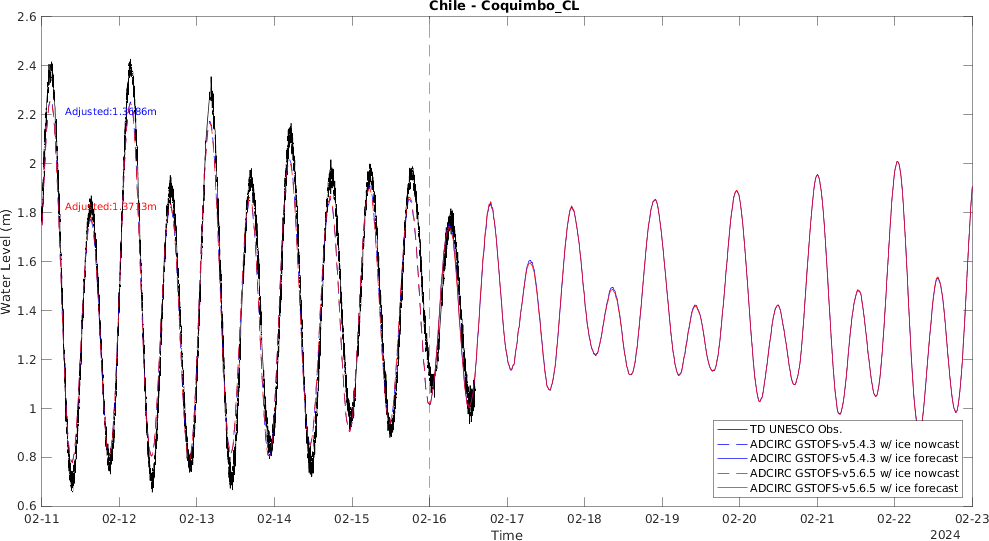 Chile - Coquimbo_CL
2.6
2.4
2.2
2
1.8
1.6
1.4
1.2
1
0.8
0.6
Water Level (m)
Adjusted:1.3686m
Adjusted:1.3713m
TD UNESCO Obs.
ADCIRC GSTOFS-v5.4.3 w/ ice nowcast
ADCIRC GSTOFS-v5.4.3 w/ ice forecast
ADCIRC GSTOFS-v5.6.5 w/ ice nowcast
ADCIRC GSTOFS-v5.6.5 w/ ice forecast
02-11 02-12 02-13 02-14 02-15 02-16 02-17 02-18 02-19 02-20 02-21 02-22 02-23
Time
2024